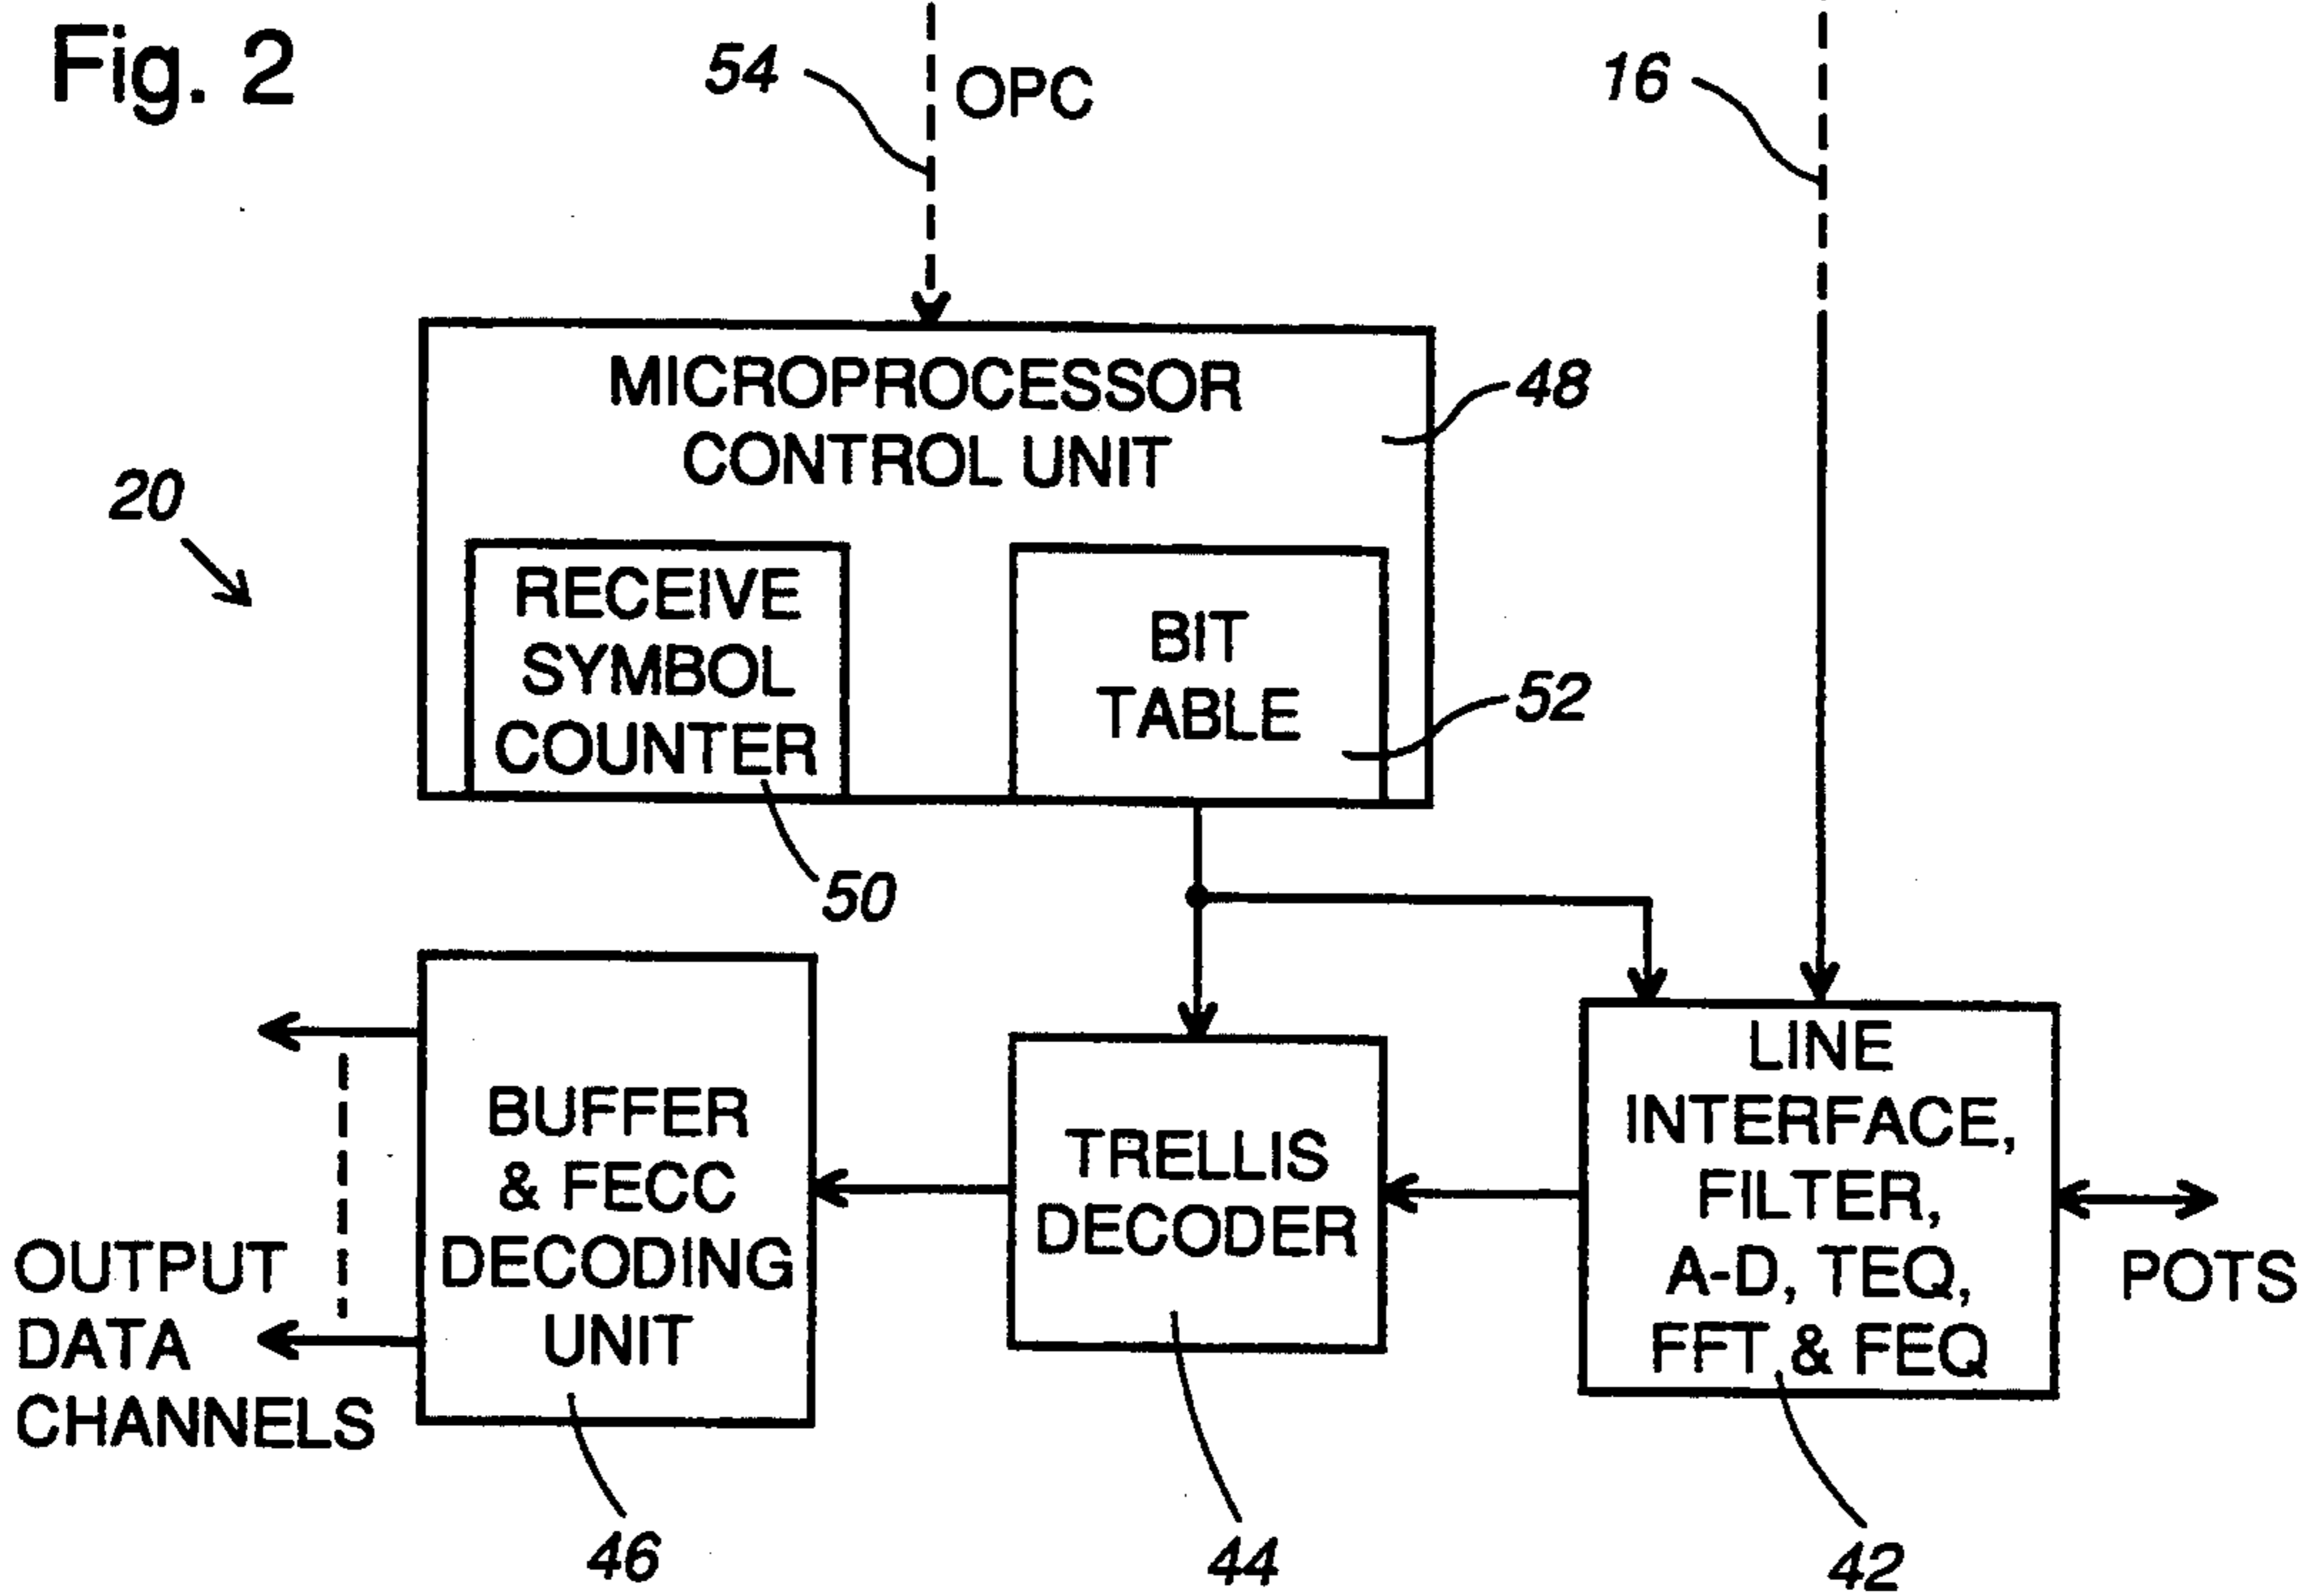 Fig. 2
54
OPC
16
MICROPROCESSOR
CONTROL UNIT
48
20
RECEIVE
SYMBOL
COUNTER
BIT
TABLE
52
50
BUFFER
& FECC
DECODING
UNIT
TRELLIS
DECODER
LINE
INTERFACE,
FILTER,
A-D, TEQ,
FFT & FEQ
POTS
OUTPUT
DATA
CHANNELS
46
44
42